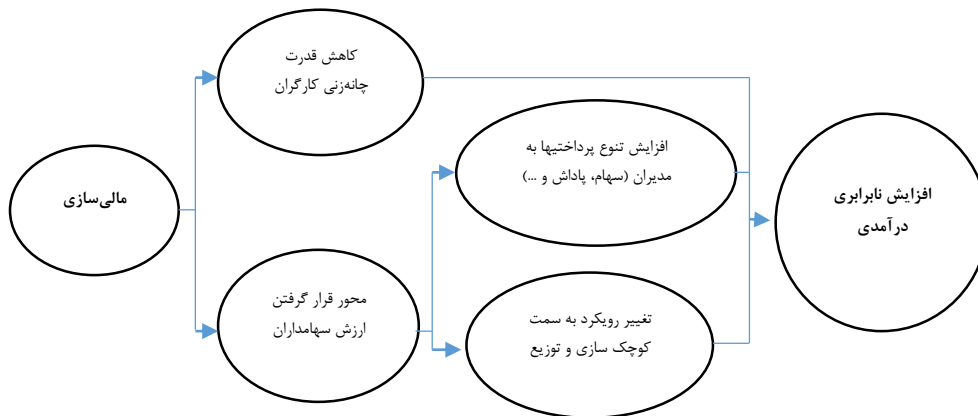 کاهش قدرت
چانه‌زنی کارگران
افزایش تنوع پرداختیها به
مدیران (سهام، پاداش و ...)
افزایش نابرابری
درآمدی
مالی‌سازی
محور قرار گرفتن
ارزش سهامداران
تغییر رویکرد به سمت
کوچک سازی و توزیع